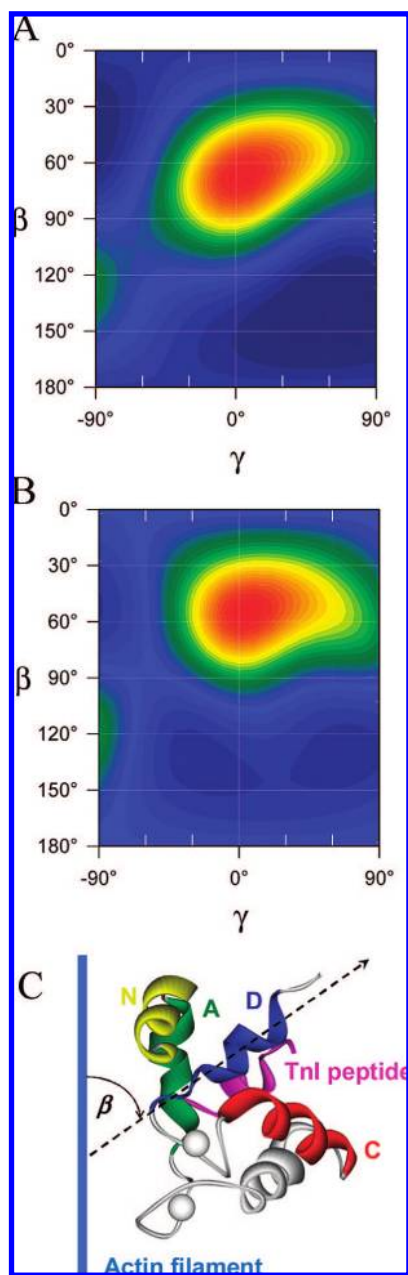 A
0°
30°
60°
β
90°
120°
150°
180°
-90° 0° 90°
γ
B
0°
30°
60°
β
90°
120°
150°
180°
-90° 0° 90°
γ
C
N A D
TnI peptide
β
C
Actin filament